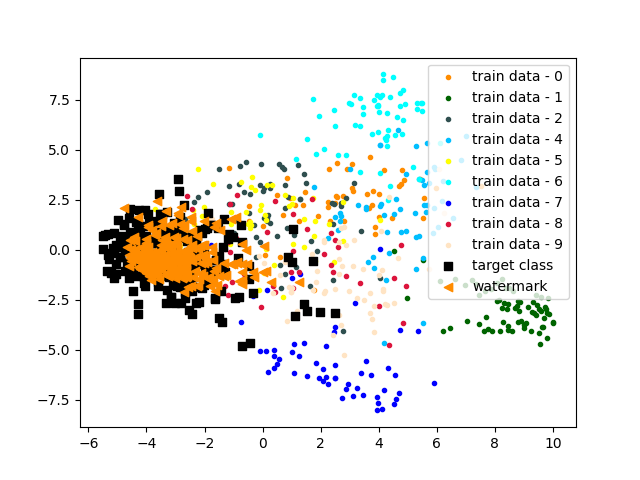 7.5
5.0
2.5
0.0
−2.5
−5.0
−7.5
−6
−4
−2
0
2
4
6
8
10
train data - 0
train data - 1
train data - 2
train data - 4
train data - 5
train data - 6
train data - 7
train data - 8
train data - 9
target class
watermark